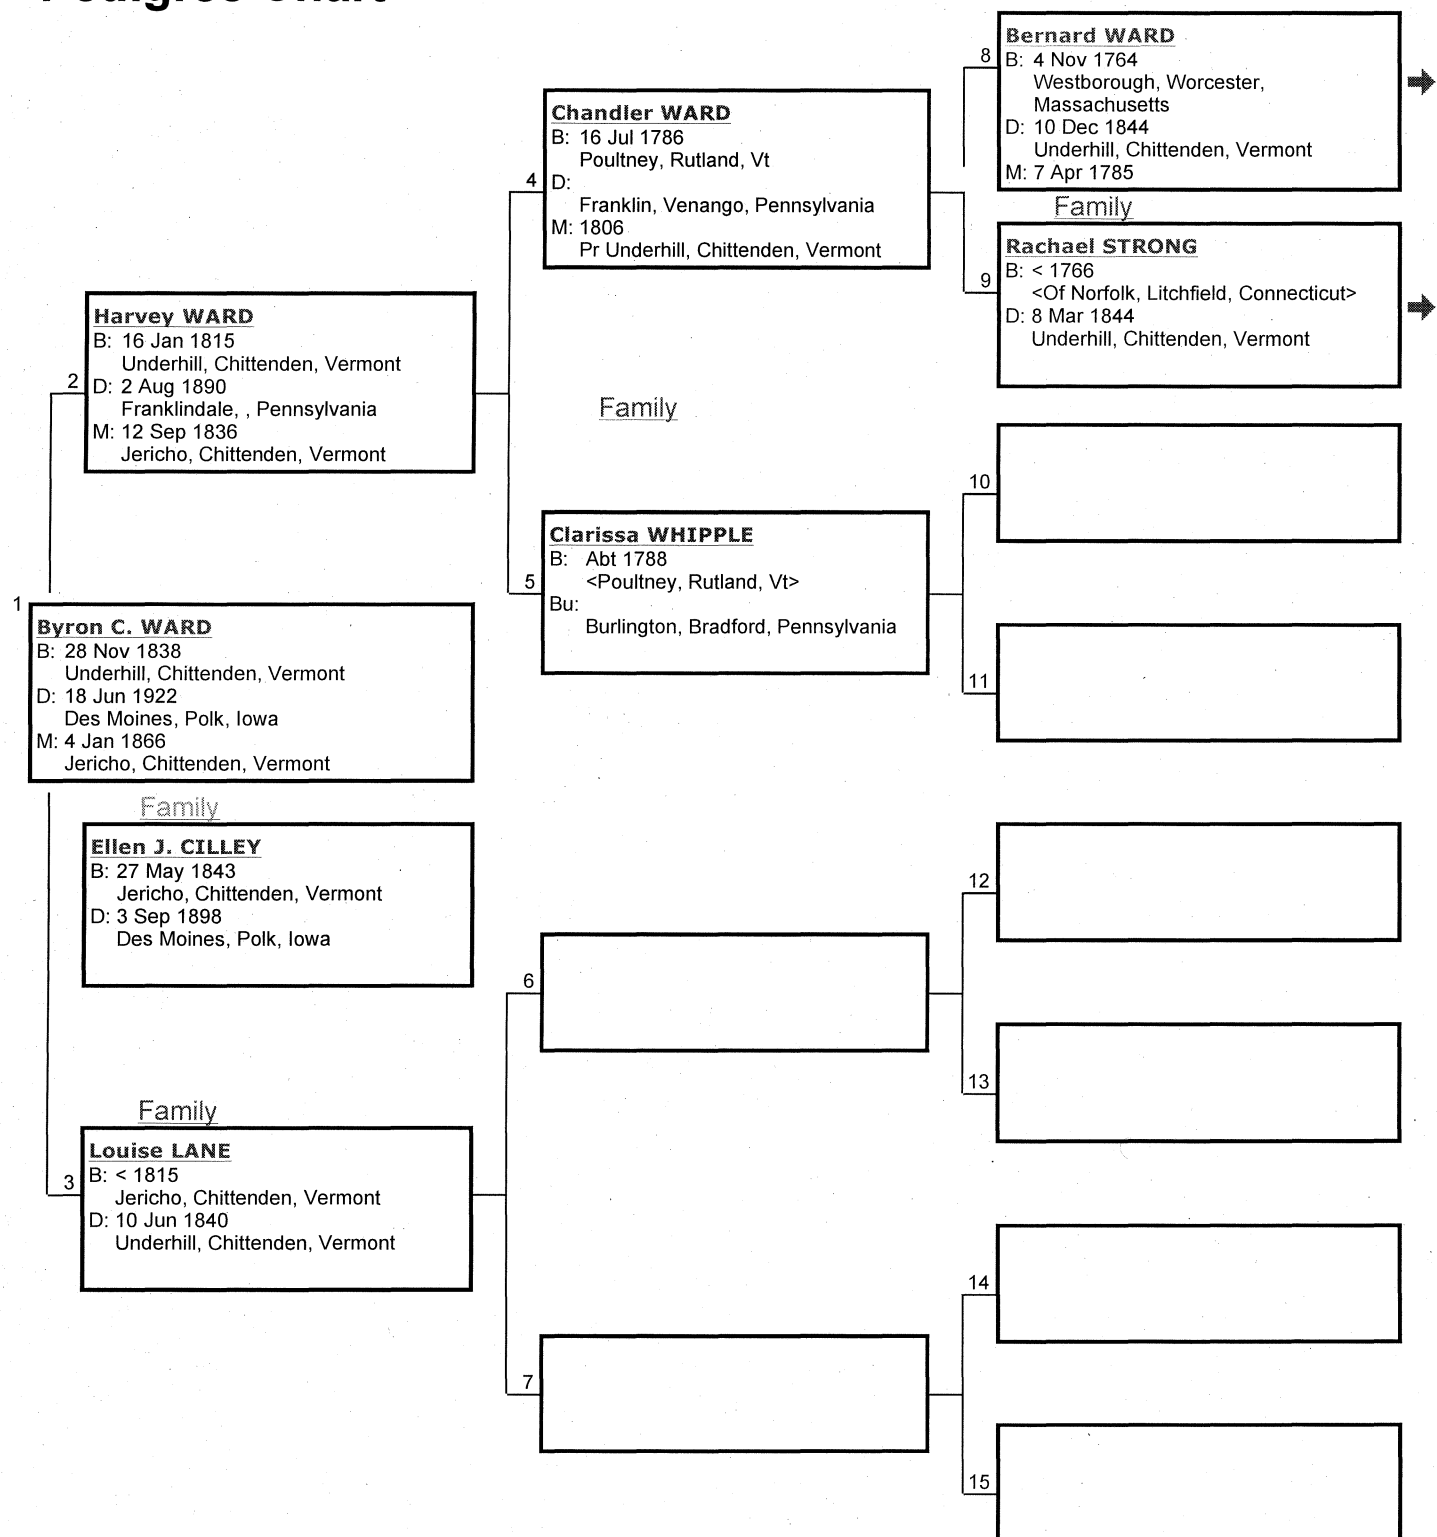 8
Bernard WARD
B: 4 Nov 1764
Westborough, Worcester,
Massachusetts
D: 10 Dec 1844
Underhill, Chittenden, Vermont
M: 7 Apr 1785
Family
9
Rachael STRONG
B: < 1766
<Of Norfolk, Litchfield, Connecticut>
D: 8 Mar 1844
Underhill, Chittenden, Vermont
4
Chandler WARD
B: 16 Jul 1786
Poultney, Rutland, Vt
D:
Franklin, Venango, Pennsylvania
M: 1806
Pr Underhill, Chittenden, Vermont
2
Harvey WARD
B: 16 Jan 1815
Underhill, Chittenden, Vermont
D: 2 Aug 1890
Franklindale, , Pennsylvania
M: 12 Sep 1836
Jericho, Chittenden, Vermont
Family
10
5
Clarissa WHIPPLE
B: Abt 1788
<Poultney, Rutland, Vt>
Bu:
Burlington, Bradford, Pennsylvania
11
1
Byron C. WARD
B: 28 Nov 1838
Underhill, Chittenden, Vermont
D: 18 Jun 1922
Des Moines, Polk, Iowa
M: 4 Jan 1866
Jericho, Chittenden, Vermont
Family
Ellen J. CILLEY
B: 27 May 1843
Jericho, Chittenden, Vermont
D: 3 Sep 1898
Des Moines, Polk, Iowa
12
6
13
Family
3
Louise LANE
B: < 1815
Jericho, Chittenden, Vermont
D: 10 Jun 1840
Underhill, Chittenden, Vermont
14
7
15